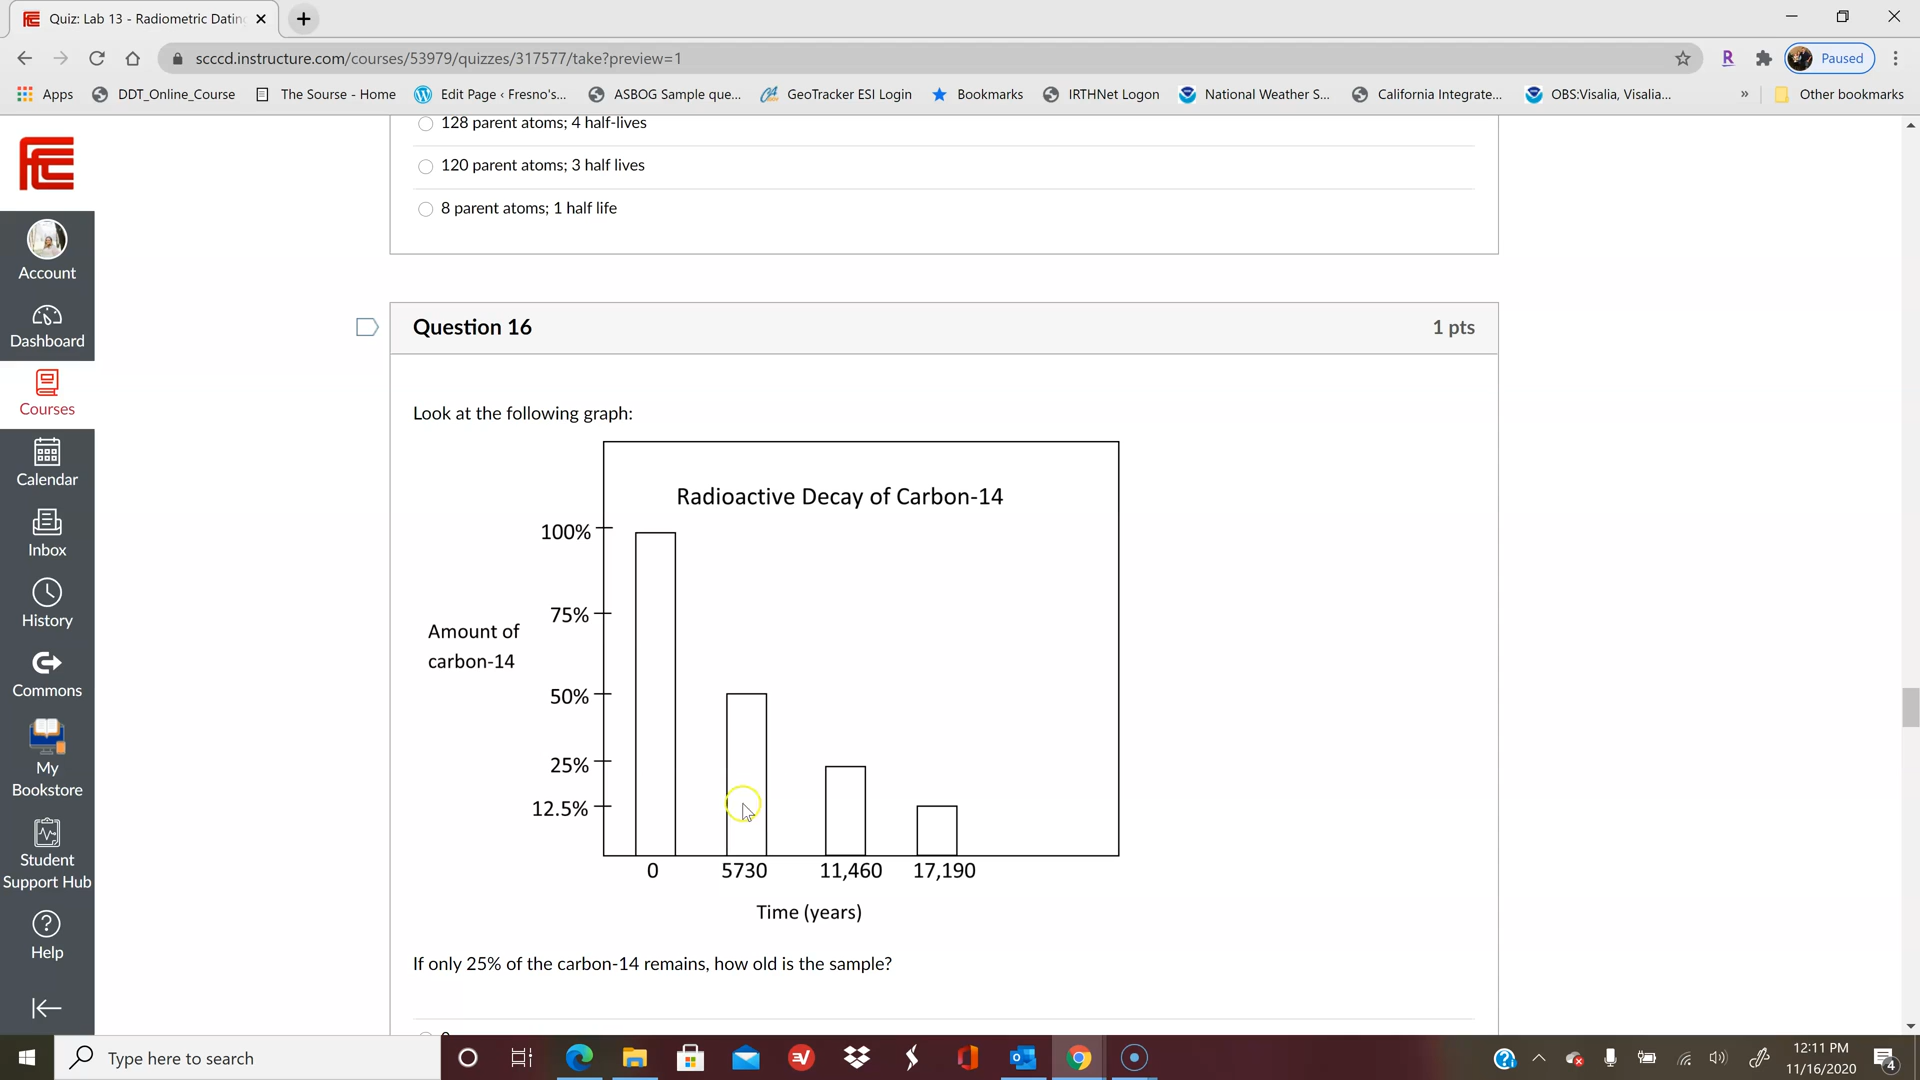 Quiz: Lab 13 - Radiometric Datin
scccd.instructure.com/courses/53979/quizzes/317577/take?preview=1
R
Paused
Apps
DDT_Online_Course
The Sourse - Home
Edit Page ‹ Fresno's...
ASBOG Sample que...
GeoTracker ESI Login
Bookmarks
IRTHNet Logon
National Weather S...
California Integrate...
OBS:Visalia, Visalia...
»
Other bookmarks
128 parent atoms; 4 half-lives
120 parent atoms; 3 half lives
8 parent atoms; 1 half life
Account
Dashboard
Courses
Calendar
Inbox
History
Commons
My
Bookstore
Student
Support Hub
Help
Question 16
1 pts
Look at the following graph:
Radioactive Decay of Carbon-14
100%
75%
Amount of
carbon-14
50%
25%
12.5%
0
5730
11,460
17,190
Time (years)
If only 25% of the carbon-14 remains, how old is the sample?
Type here to search
12:11 PM
11/16/2020
4